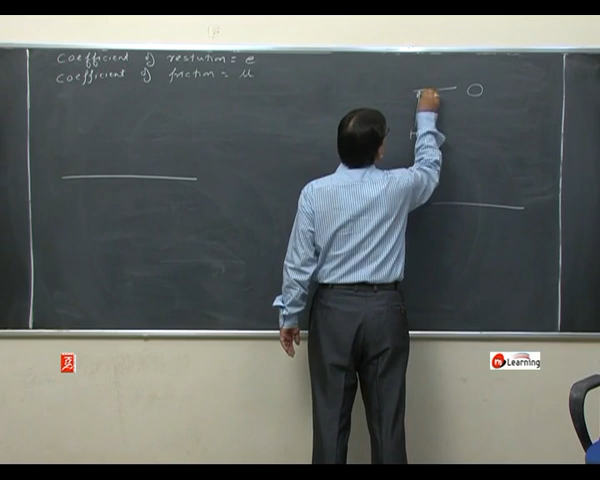 coefficient of restitution = e
coefficient of friction = μ
H
Learning